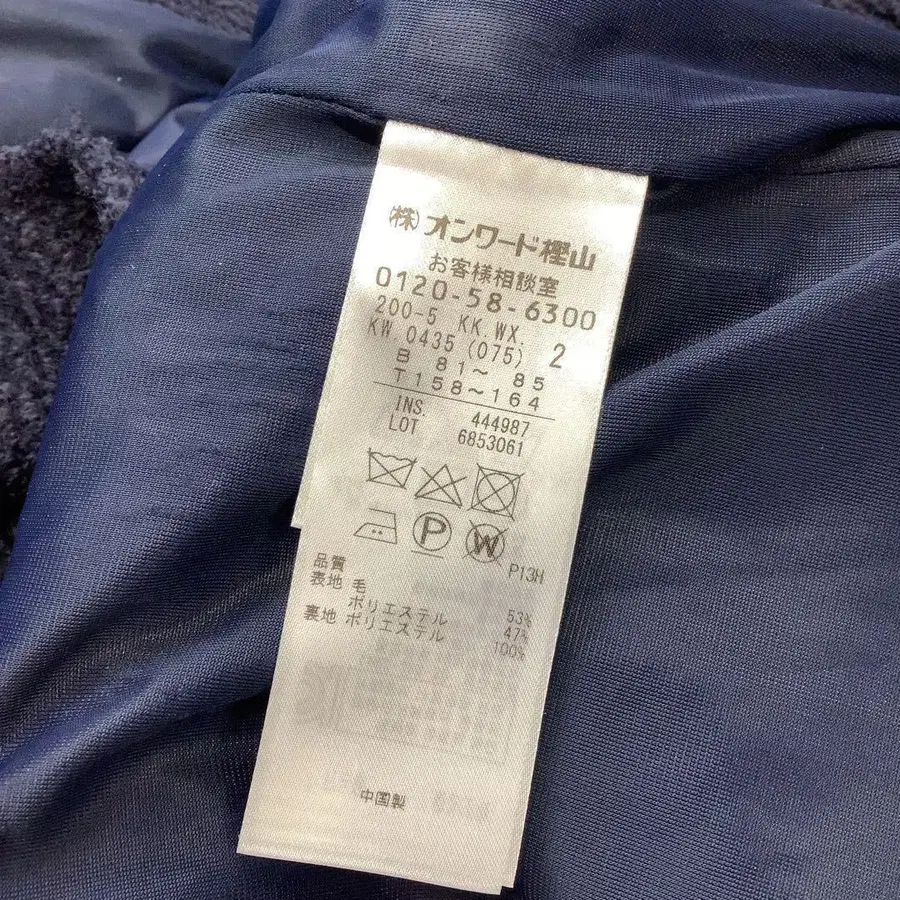 (株)オンワード樫山
お客様相談室
0120-58-6300
200-5 KK.WX.
KW 0435 (075) 2
B 81〜 85
T158〜164
INS. 444987
LOT 6853061
P
W
P13H
品質
表地 毛 53%
ポリエステル 47%
裏地 ポリエステル 100%
中国製